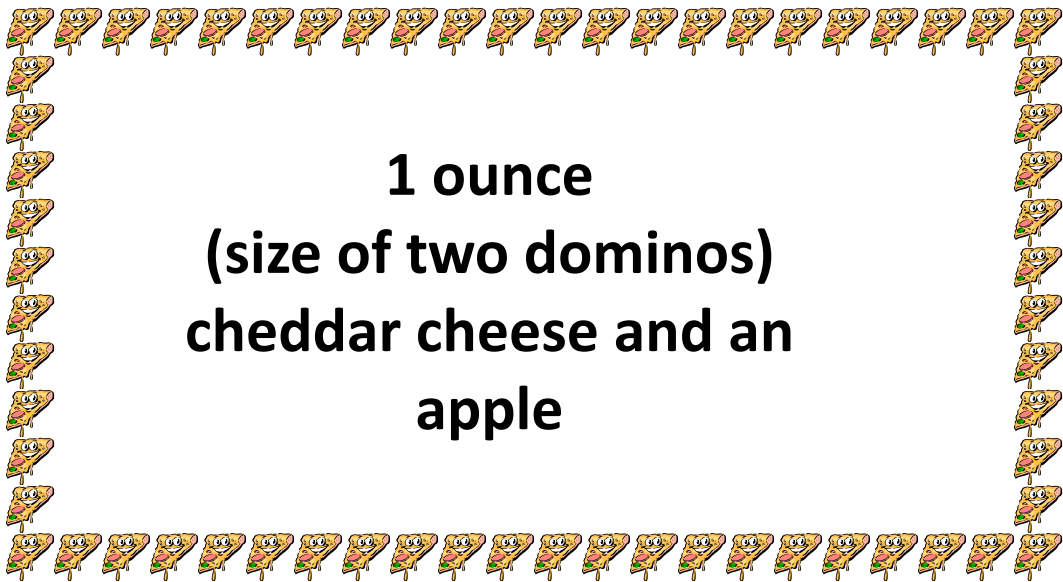 1 ounce
(size of two dominos)
cheddar cheese and an
apple